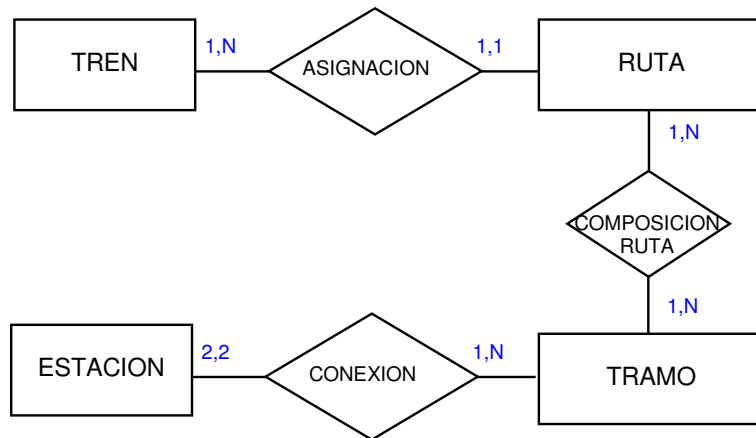 TREN
1,N
ASIGNACION
1,1
RUTA
1,N
COMPOSICION
RUTA
1,N
ESTACION
2,2
CONEXION
1,N
TRAMO